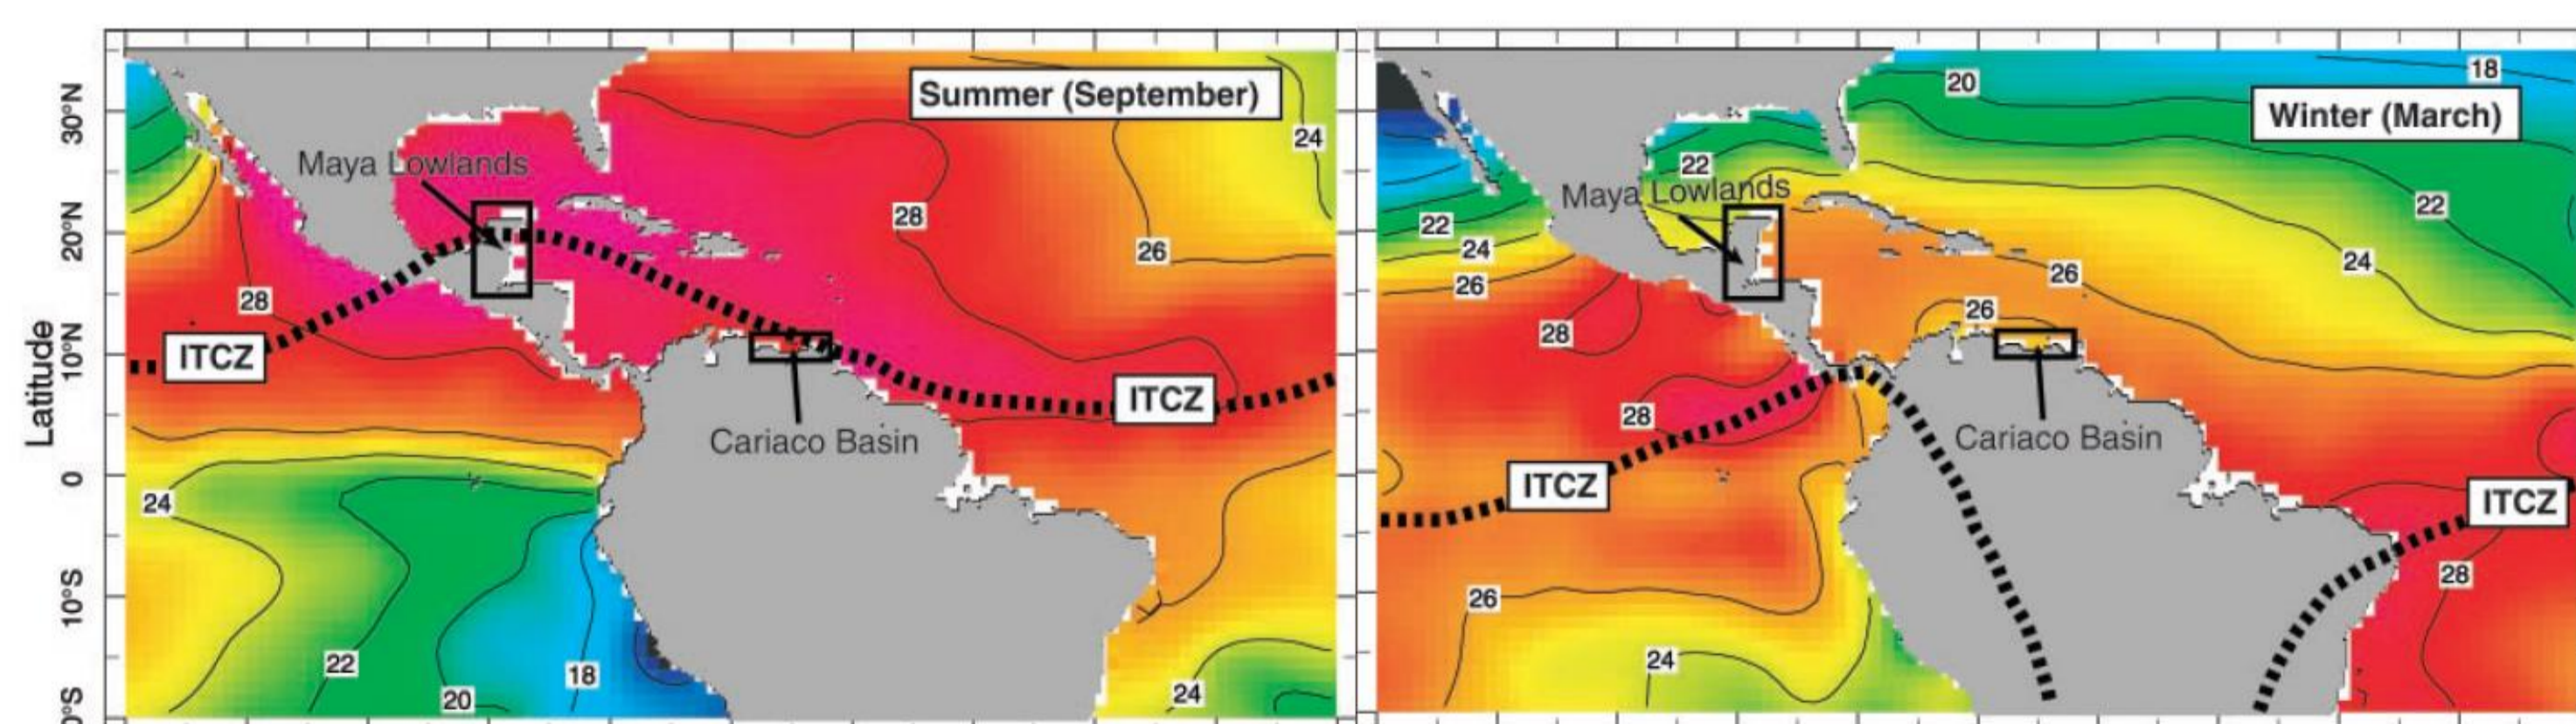 Latitude
30°N
20°N
10°N
0
10°S
0°S
Summer (September)
Maya Lowlands
24
28
26
28
ITCZ
ITCZ
Cariaco Basin
24
22
20
18
24
Winter (March)
18
20
22
Maya Lowlands
22
22
24
26
24
26
26
28
28
Cariaco Basin
ITCZ
ITCZ
28
26
24